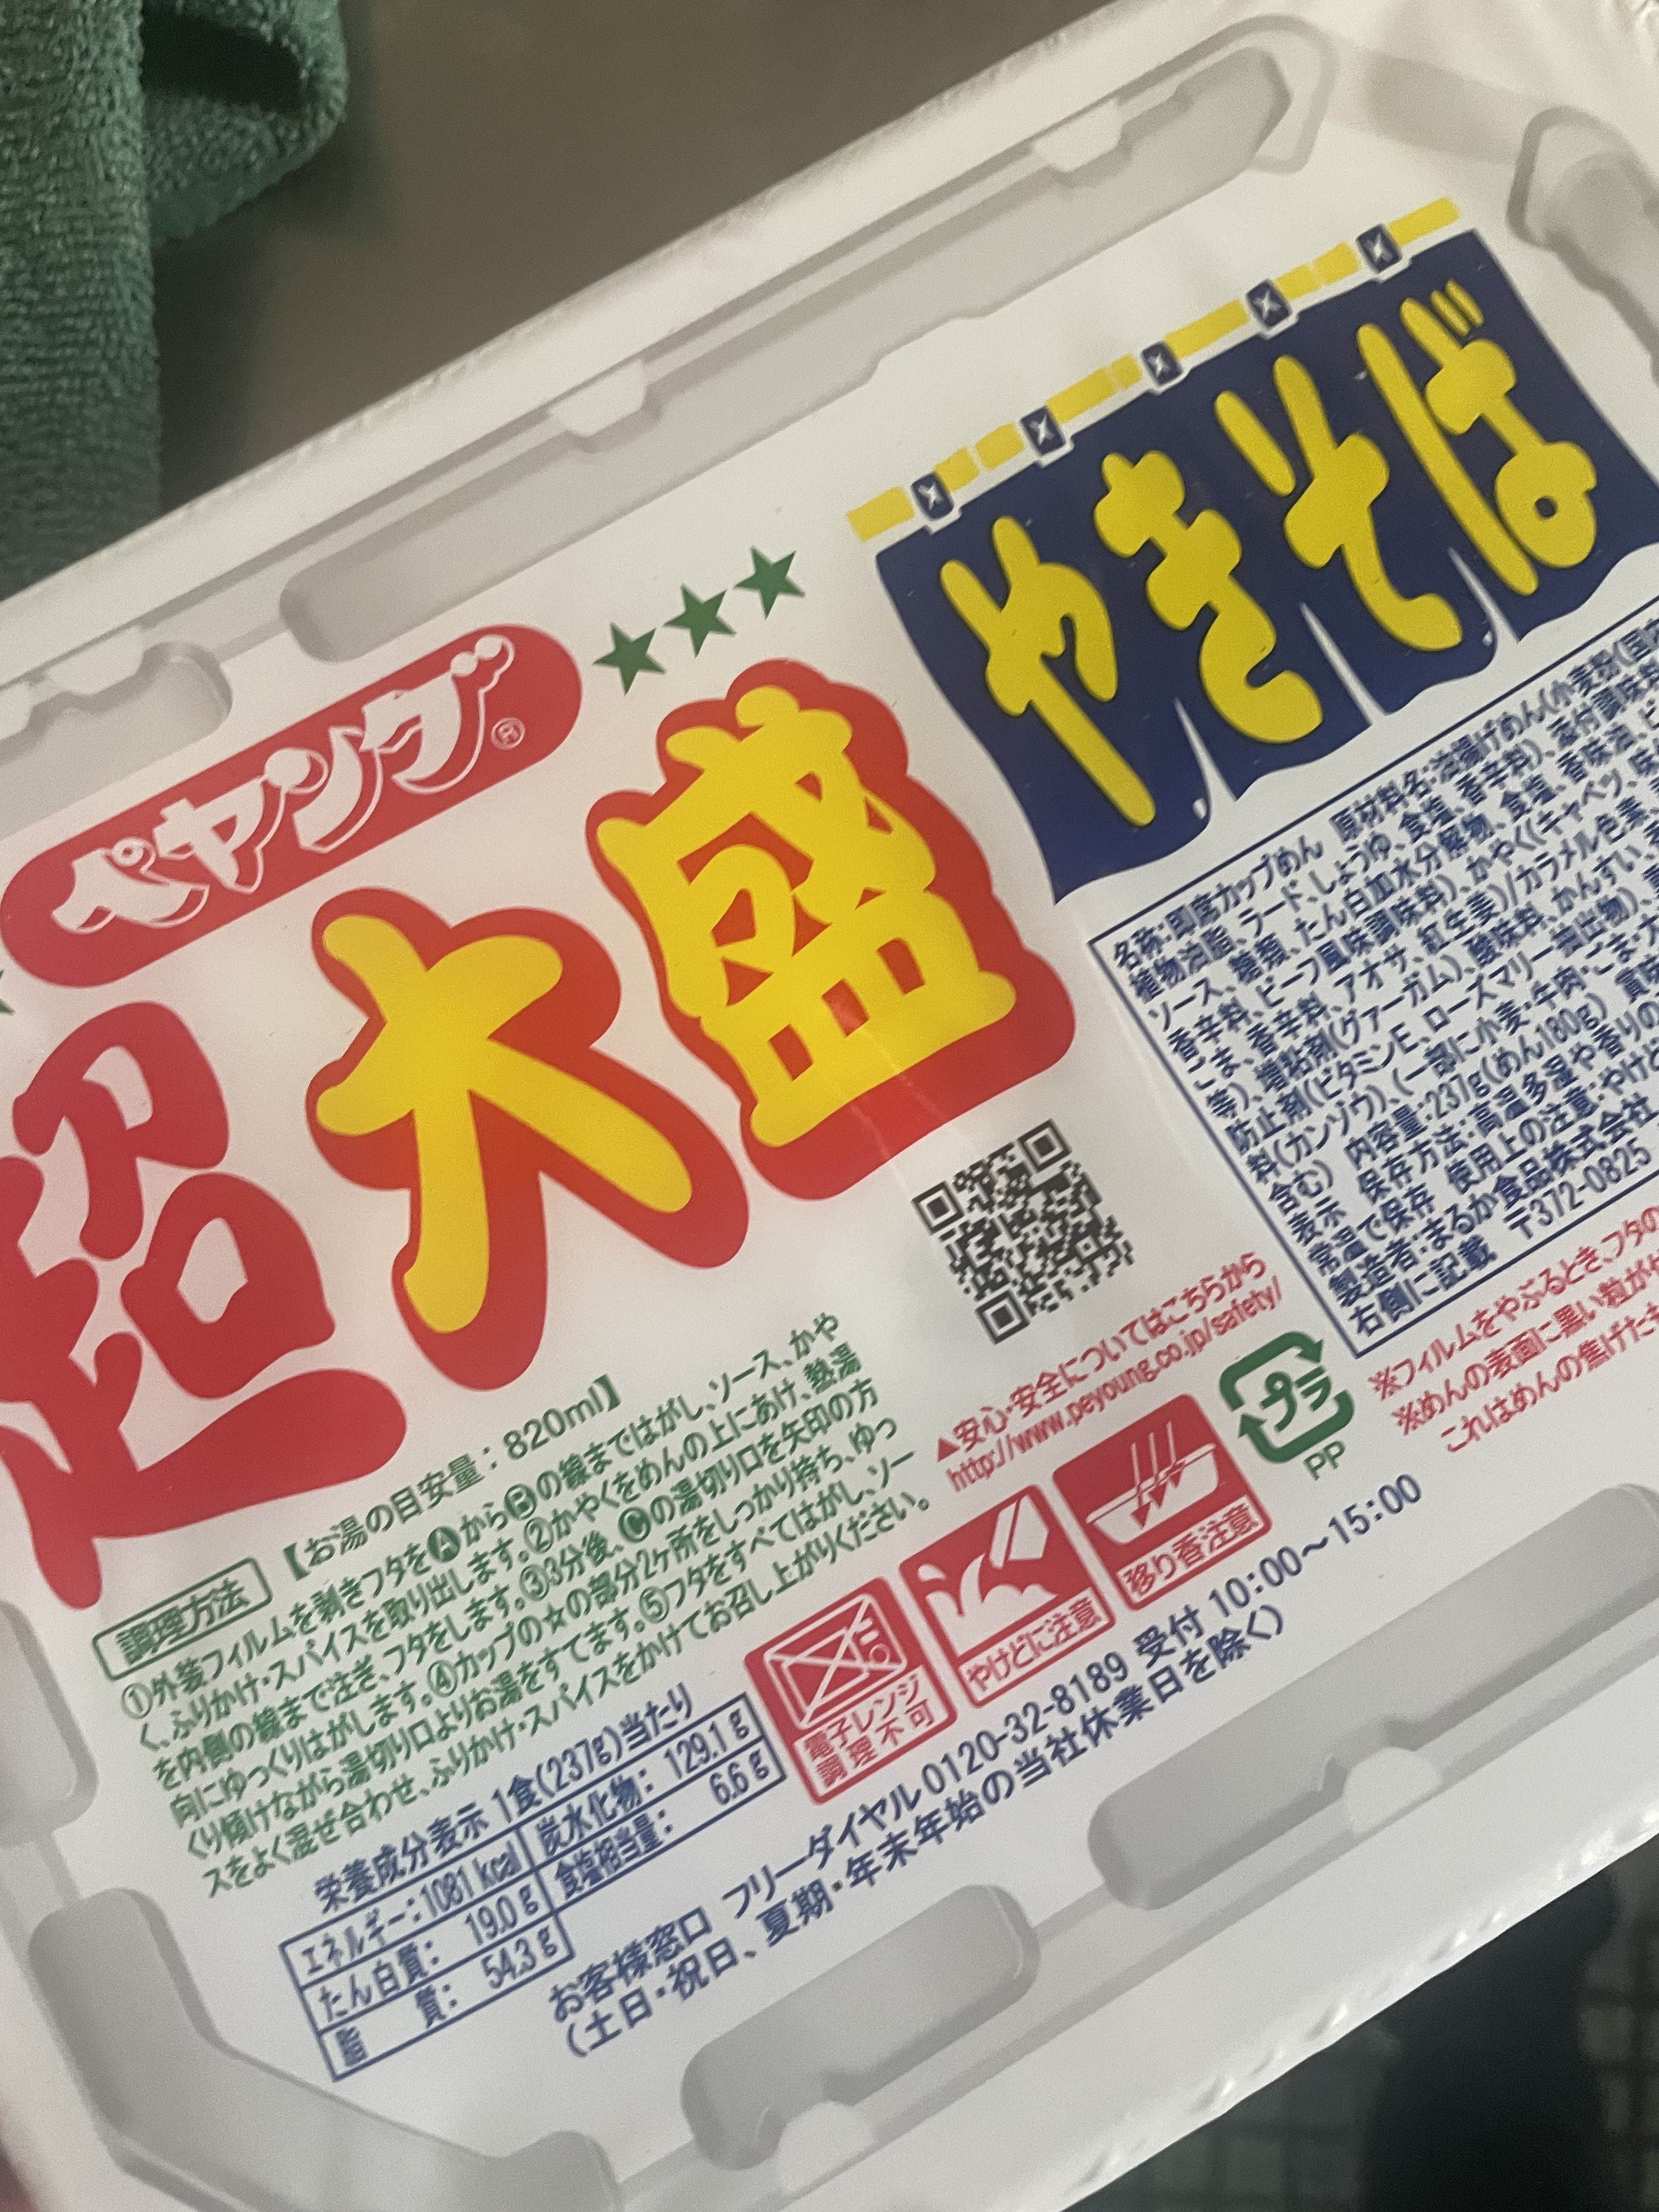 ペヤング®
超大盛
やきそば
名称:即席カップめん 原材料名:油揚げめん(小麦粉(国内
植物油脂、ラード、しょうゆ、食塩、香辛料)、添付調味料
ソース、糖類、たん白加水分解物、食塩、香味油、ビ
香辛料、ビーフ風味調味料)、かやく(キャベツ、味付
ごま、香辛料、アオサ、紅生姜)/カラメル色素、
等)、増粘剤(グァーガム)、酸味料、かんすい、
防止剤(ビタミンE、ローズマリー抽出物)、
料(カンゾウ)、(一部に小麦・牛肉・ごま・大
含む) 内容量:237g(めん180g) 賞味
表示 保存方法:高温多湿や香りの
常温で保存 使用上の注意:やけど
製造者:まるか食品株式会社
右側に記載 〒372-0825
※フィルムをやぶるとき、フタの
※めんの表面に黒い粒が
これはめんの焦げたも
▲安心・安全についてはこちらから
http://www.peyoung.co.jp/safety/
プラ
PP
調理方法
【お湯の目安量:820ml】
①外装フィルムを剥きフタをAからBの線まではがし、ソース、かや
く、ふりかけ・スパイスを取り出します。②かやくをめんの上にあけ、熱湯
を内側の線まで注ぎ、フタをします。③3分後、Cの湯切り口を矢印の方
向にゆっくりはがします。④カップの☆の部分2ヶ所をしっかり持ち、ゆっ
くり傾けながら湯切り口よりお湯をすてます。⑤フタをすべてはがし、ソー
スをよく混ぜ合わせ、ふりかけ・スパイスをかけてお召し上がりください。
栄養成分表示 1食(237g)当たり
エネルギー:1081 kcal 炭水化物: 129.1 g
たん白質: 19.0 g 食塩相当量: 6.6 g
脂 質: 54.3 g
電子レンジ
調理不可
やけどに注意
移り香注意
お客様窓口 フリーダイヤル 0120-32-8189 受付 10:00～15:00
(土日・祝日、夏期・年末年始の当社休業日を除く)